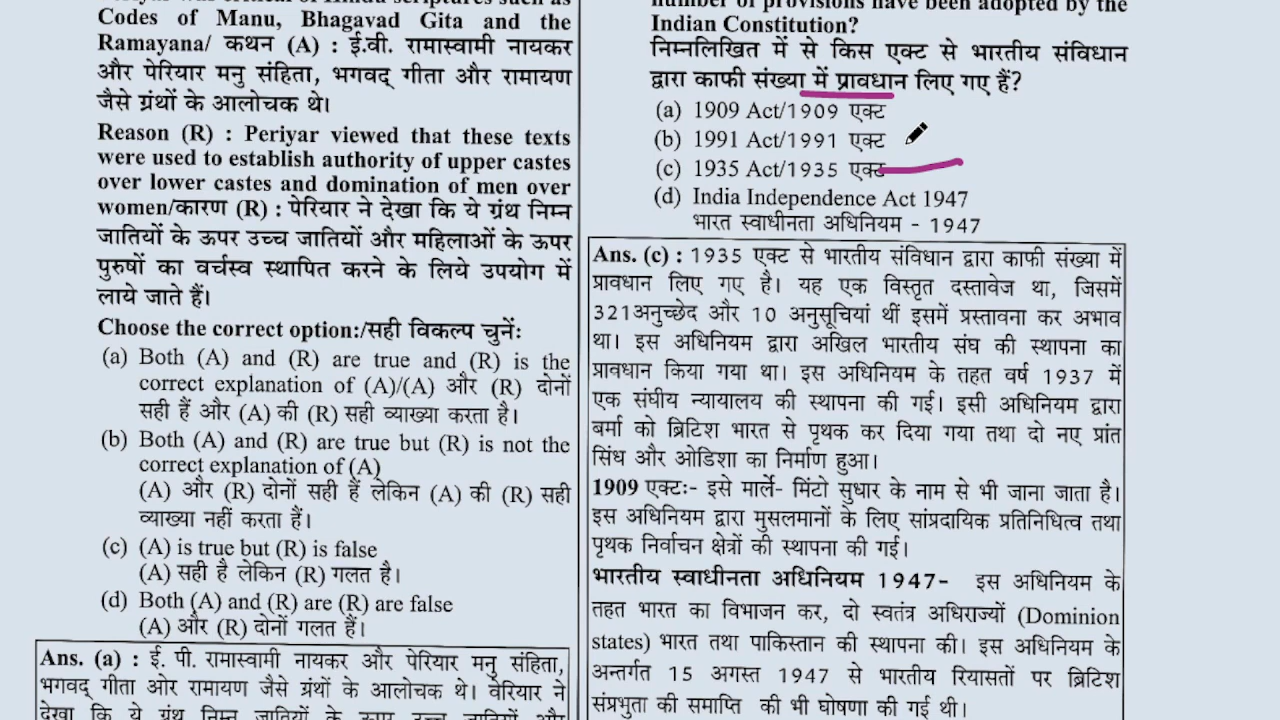 Codes of Manu, Bhagavad Gita and the
Ramayana/ कथन (A) : ई.वी. रामास्वामी नायकर
और पेरियार मनु संहिता, भगवद् गीता और रामायण
जैसे ग्रंथों के आलोचक थे।
Reason (R) : Periyar viewed that these texts
were used to establish authority of upper castes
over lower castes and domination of men over
women/कारण (R) : पेरियार ने देखा कि ये ग्रंथ निम्न
जातियों के ऊपर उच्च जातियों और महिलाओं के ऊपर
पुरुषों का वर्चस्व स्थापित करने के लिये उपयोग में
लाये जाते हैं।
Choose the correct option:/सही विकल्प चुनें:
(a) Both (A) and (R) are true and (R) is the
correct explanation of (A)/(A) और (R) दोनों
सही हैं और (A) की (R) सही व्याख्या करता है।
(b) Both (A) and (R) are true but (R) is not the
correct explanation of (A)
(A) और (R) दोनों सही हैं लेकिन (A) की (R) सही
व्याख्या नहीं करता हैं।
(c) (A) is true but (R) is false
(A) सही है लेकिन (R) गलत है।
(d) Both (A) and (R) are (R) are false
(A) और (R) दोनों गलत हैं।
Ans. (a) : ई. पी. रामास्वामी नायकर और पेरियार मनु संहिता,
भगवद् गीता ओर रामायण जैसे ग्रंथों के आलोचक थे। वेरियार ने
देखा कि ये ग्रंथ निम्न जातियों के ऊपर उच्च जातियों और
number of provisions have been adopted by the
Indian Constitution?
निम्नलिखित में से किस एक्ट से भारतीय संविधान
द्वारा काफी संख्या में प्रावधान लिए गए हैं?
(a) 1909 Act/1909 एक्ट
(b) 1991 Act/1991 एक्ट
(c) 1935 Act/1935 एक्ट
(d) India Independence Act 1947
भारत स्वाधीनता अधिनियम - 1947
Ans. (c) : 1935 एक्ट से भारतीय संविधान द्वारा काफी संख्या में
प्रावधान लिए गए है। यह एक विस्तृत दस्तावेज था, जिसमें
321अनुच्छेद और 10 अनुसूचियां थीं इसमें प्रस्तावना कर अभाव
था। इस अधिनियम द्वारा अखिल भारतीय संघ की स्थापना का
प्रावधान किया गया था। इस अधिनियम के तहत वर्ष 1937 में
एक संघीय न्यायालय की स्थापना की गई। इसी अधिनियम द्वारा
बर्मा को ब्रिटिश भारत से पृथक कर दिया गया तथा दो नए प्रांत
सिंध और ओडिशा का निर्माण हुआ।
1909 एक्टः- इसे मार्ले- मिंटो सुधार के नाम से भी जाना जाता है।
इस अधिनियम द्वारा मुसलमानों के लिए सांप्रदायिक प्रतिनिधित्व तथा
पृथक निर्वाचन क्षेत्रों की स्थापना की गई।
भारतीय स्वाधीनता अधिनियम 1947- इस अधिनियम के
तहत भारत का विभाजन कर, दो स्वतंत्र अधिराज्यों (Dominion
states) भारत तथा पाकिस्तान की स्थापना की। इस अधिनियम के
अन्तर्गत 15 अगस्त 1947 से भारतीय रियासतों पर ब्रिटिश
संप्रभुता की समाप्ति की भी घोषणा की गई थी।